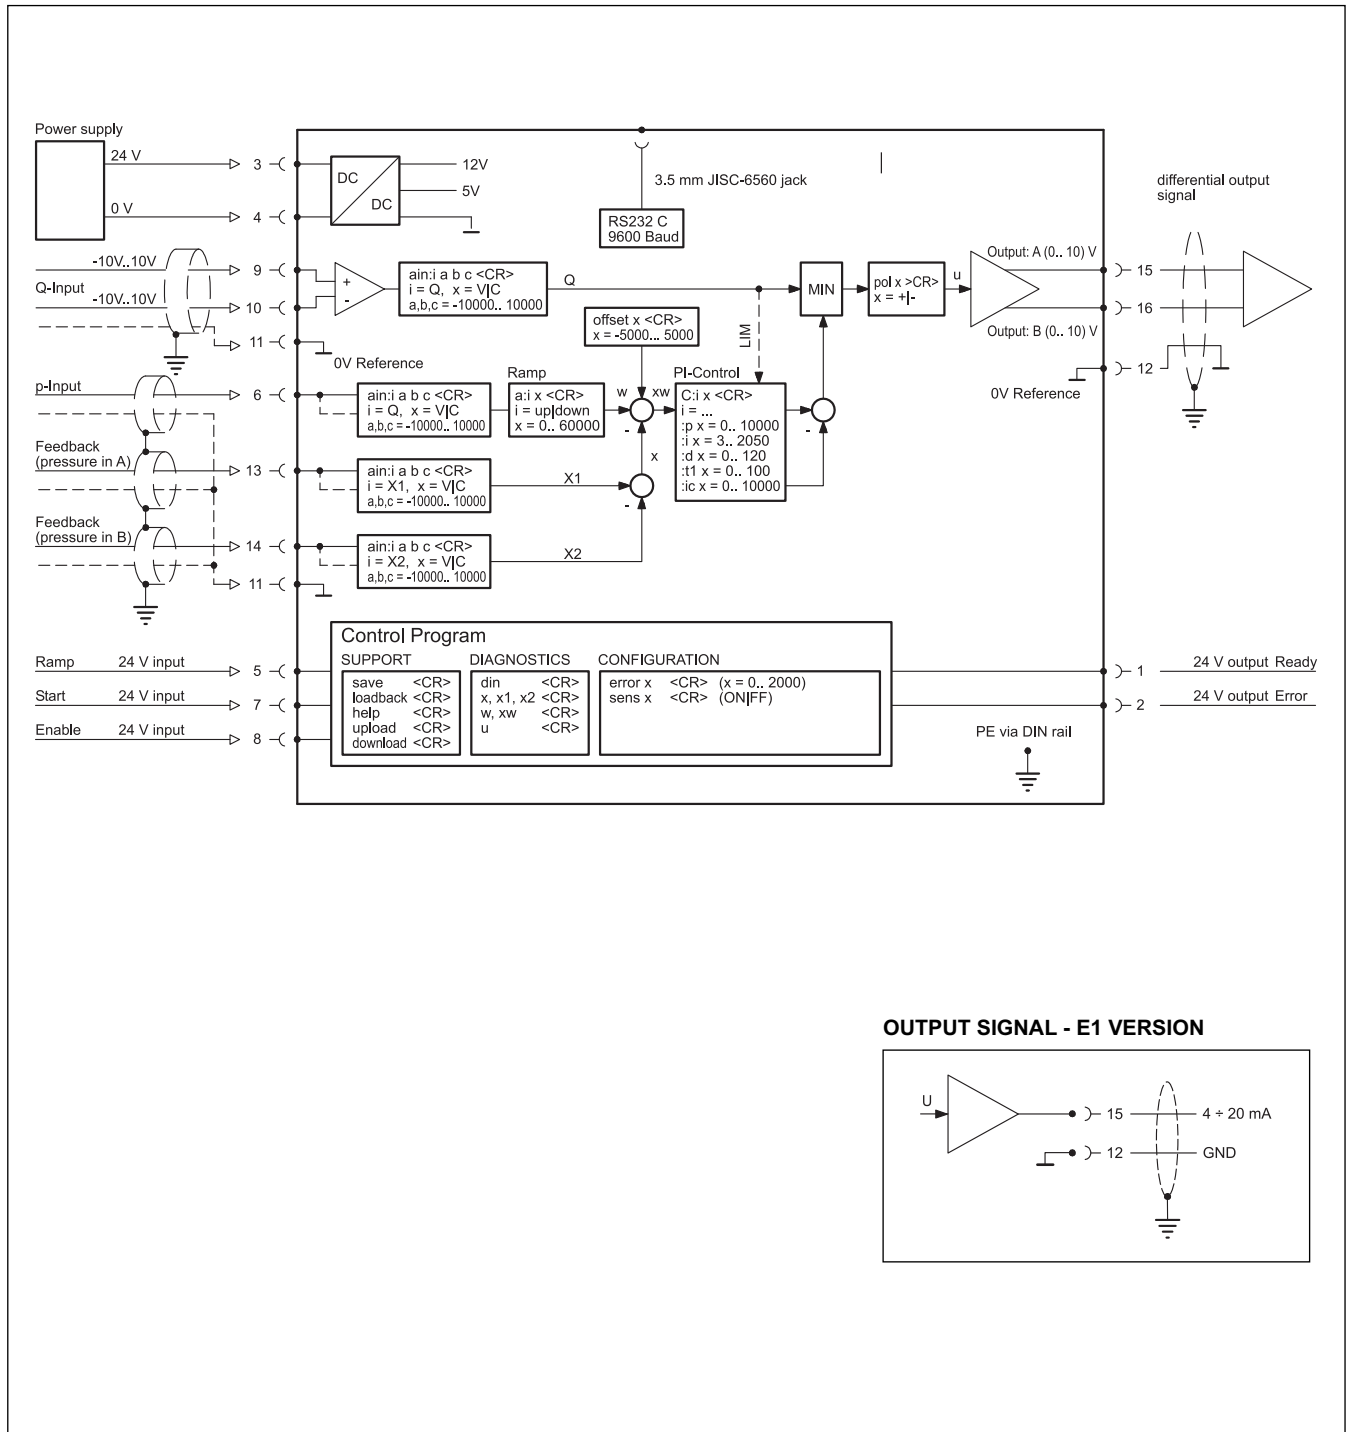 Power supply
24 V
3
0 V
4
DC
DC
12V
5V
3.5 mm JISC-6560 jack
RS232 C
9600 Baud
differential output
signal
-10V..10V
9
Q-Input
-10V..10V
10
11
0V Reference
+
-
ain:i a b c <CR>
i = Q, x = V|C
a,b,c = -10000.. 10000
Q
offset x <CR>
x = -5000... 5000
LIM
MIN
pol x >CR>
x = +|-
u
Output: A (0.. 10) V
15
16
Output: B (0.. 10) V
12
0V Reference
p-Input
6
ain:i a b c <CR>
i = Q, x = V|C
a,b,c = -10000.. 10000
Ramp
a:i x <CR>
i = up|down
x = 0.. 60000
w
xw
-
x
PI-Control
C:i x <CR>
i = ...
:p x = 0.. 10000
:i x = 3.. 2050
:d x = 0.. 120
:t1 x = 0.. 100
:ic x = 0.. 10000
-
Feedback
(pressure in A)
13
ain:i a b c <CR>
i = X1, x = V|C
a,b,c = -10000.. 10000
X1
-
Feedback
(pressure in B)
14
11
ain:i a b c <CR>
i = X2, x = V|C
a,b,c = -10000.. 10000
X2
Control Program
SUPPORT
save <CR>
loadback <CR>
help <CR>
upload <CR>
download <CR>
DIAGNOSTICS
din <CR>
x, x1, x2 <CR>
w, xw <CR>
u <CR>
CONFIGURATION
error x <CR> (x = 0.. 2000)
sens x <CR> (ON|FF)
Ramp 24 V input 5
Start 24 V input 7
Enable 24 V input 8
1 24 V output Ready
2 24 V output Error
PE via DIN rail
OUTPUT SIGNAL - E1 VERSION
U
15
4 ÷ 20 mA
12
GND